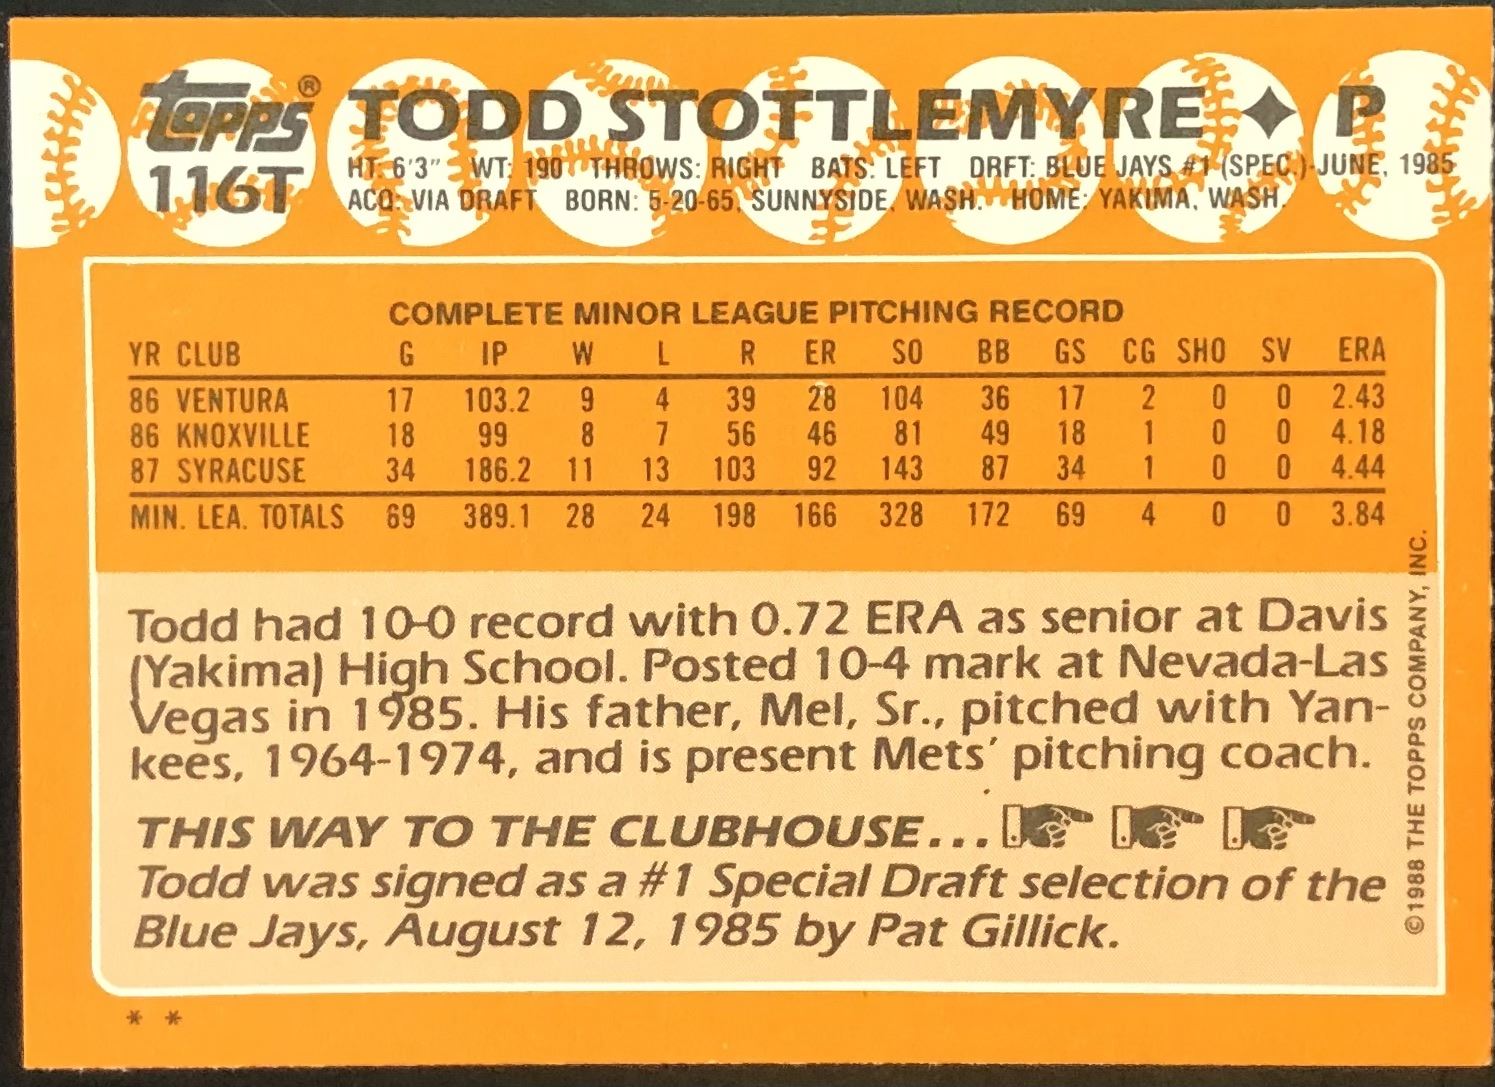 topps® TODD STOTTLEMYRE ✦ P
116T HT: 6'3" WT: 190 THROWS: RIGHT BATS: LEFT DRFT: BLUE JAYS #1 (SPEC.)-JUNE, 1985
ACQ: VIA DRAFT BORN: 5-20-65, SUNNYSIDE, WASH. HOME: YAKIMA, WASH.
COMPLETE MINOR LEAGUE PITCHING RECORD
YR CLUB G IP W L R ER SO BB GS CG SHO SV ERA
86 VENTURA 17 103.2 9 4 39 28 104 36 17 2 0 0 2.43
86 KNOXVILLE 18 99 8 7 56 46 81 49 18 1 0 0 4.18
87 SYRACUSE 34 186.2 11 13 103 92 143 87 34 1 0 0 4.44
MIN. LEA. TOTALS 69 389.1 28 24 198 166 328 172 69 4 0 0 3.84
Todd had 10-0 record with 0.72 ERA as senior at Davis
(Yakima) High School. Posted 10-4 mark at Nevada-Las
Vegas in 1985. His father, Mel, Sr., pitched with Yan-
kees, 1964-1974, and is present Mets' pitching coach.
THIS WAY TO THE CLUBHOUSE...
Todd was signed as a #1 Special Draft selection of the
Blue Jays, August 12, 1985 by Pat Gillick.
©1988 THE TOPPS COMPANY, INC.
* *